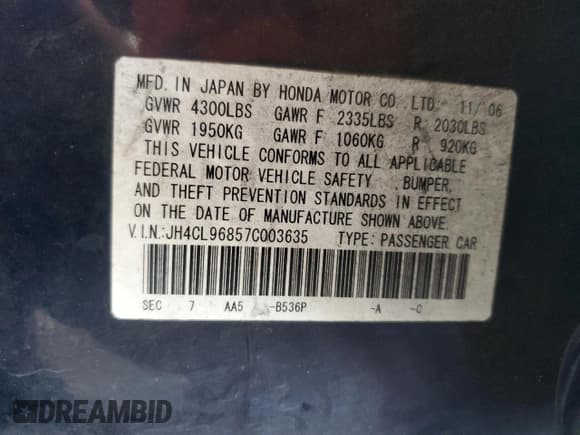 MFD. IN JAPAN BY HONDA MOTOR CO.,LTD. 11/06
GVWR 4300LBS GAWR F 2335LBS R 2030LBS
GVWR 1950KG GAWR F 1060KG R 920KG
THIS VEHICLE CONFORMS TO ALL APPLICABLE
FEDERAL MOTOR VEHICLE SAFETY ,BUMPER,
AND THEFT PREVENTION STANDARDS IN EFFECT
ON THE DATE OF MANUFACTURE SHOWN ABOVE.
V.I.N.:JH4CL96857C003635 TYPE: PASSENGER CAR
SEC 7 AA5 -B536P -A -C
DREAMBID